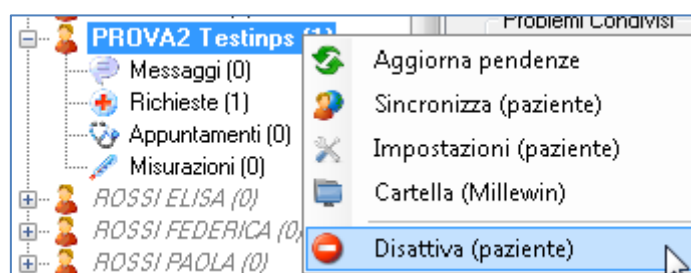 Problemi Condivisi
PROVA2 Testinps (1)
Messaggi (0)
Richieste (1)
Appuntamenti (0)
Misurazioni (0)
ROSSI ELISA (0)
ROSSI FEDERICA (0)
ROSSI PAOLA (0)
Aggiorna pendenze
Sincronizza (paziente)
Impostazioni (paziente)
Cartella (Millewin)
Disattiva (paziente)